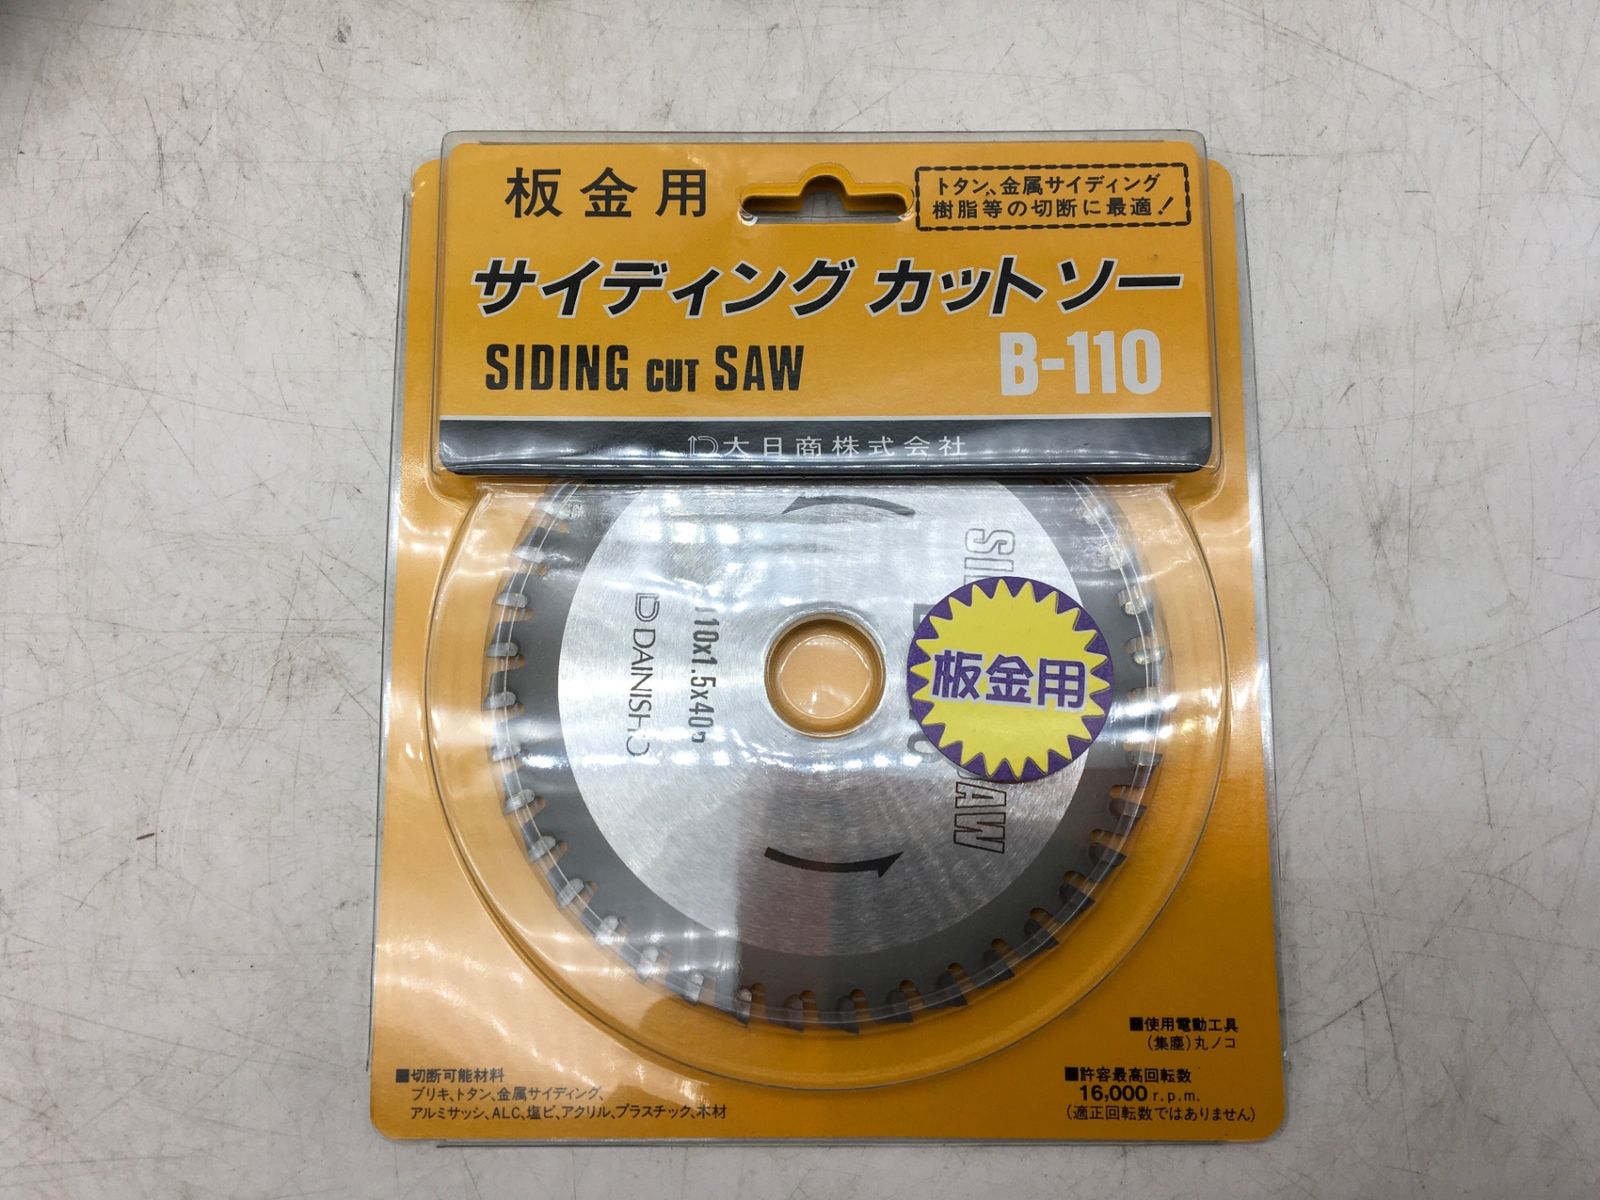 板金用
トタン、金属サイディング
樹脂等の切断に最適!
サイディング カット ソー
SIDING CUT SAW
B-110
大日商株式会社
110x1.5x40P
DAINISHO
板金用
SAW
■使用電動工具
(集塵)丸ノコ
■切断可能材料
ブリキ、トタン、金属サイディング、
アルミサッシ、ALC、塩ビ、アクリル、プラスチック、木材
■許容最高回転数
16,000 r.p.m.
(適正回転数ではありません)